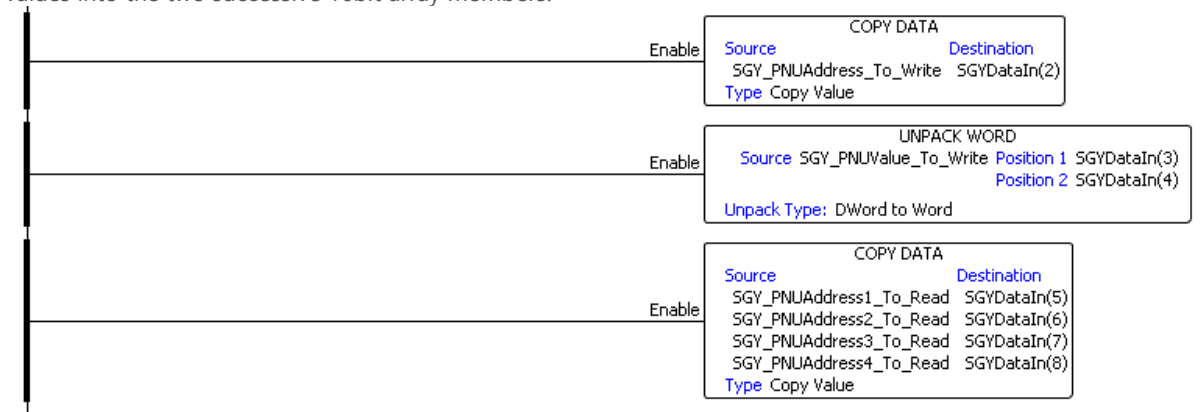 values into the two successive 16bit array members.
COPY DATA
Enable Source Destination
SGY_PNUAddress_To_Write SGYDataIn(2)
Type Copy Value
UNPACK WORD
Enable Source SGY_PNUValue_To_Write Position 1 SGYDataIn(3)
Position 2 SGYDataIn(4)
Unpack Type: DWord to Word
COPY DATA
Source Destination
SGY_PNUAddress1_To_Read SGYDataIn(5)
Enable SGY_PNUAddress2_To_Read SGYDataIn(6)
SGY_PNUAddress3_To_Read SGYDataIn(7)
SGY_PNUAddress4_To_Read SGYDataIn(8)
Type Copy Value